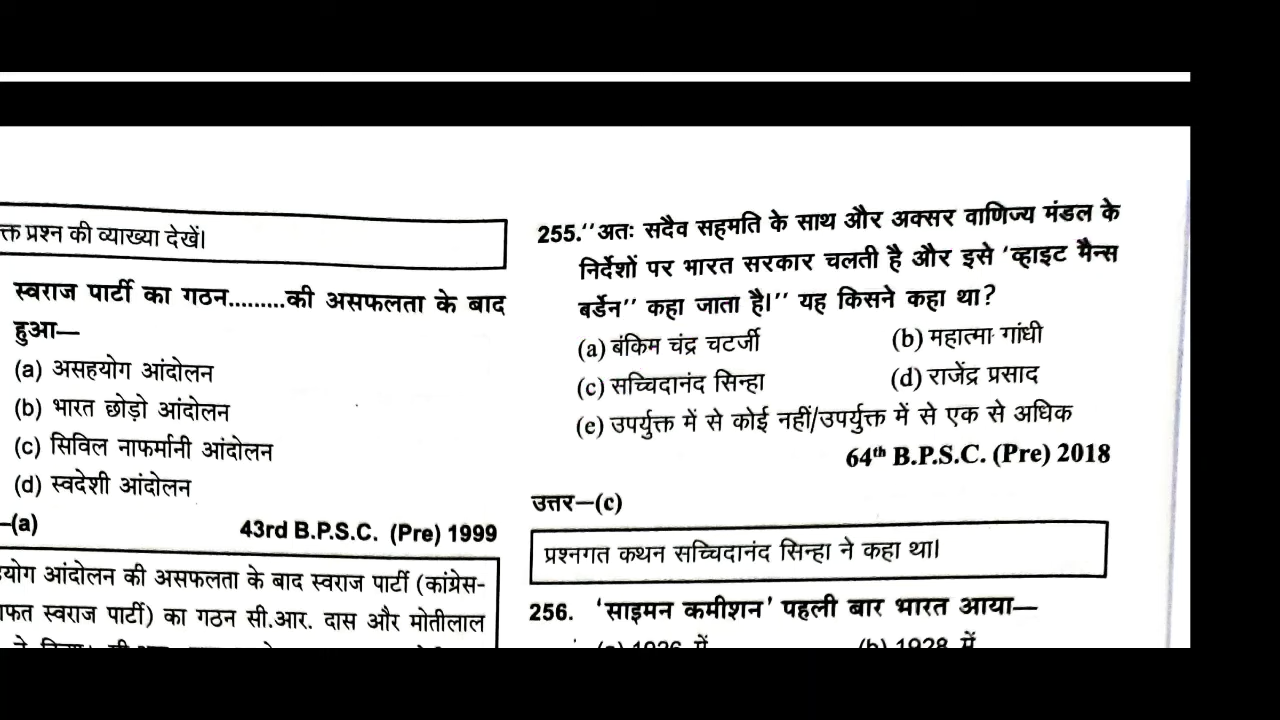 प्रश्न की व्याख्या देखें।
स्वराज पार्टी का गठन.........की असफलता के बाद
हुआ—
(a) असहयोग आंदोलन
(b) भारत छोड़ो आंदोलन
(c) सिविल नाफर्मानी आंदोलन
(d) स्वदेशी आंदोलन
–(a)
43rd B.P.S.C. (Pre) 1999
आंदोलन की असफलता के बाद स्वराज पार्टी (कांग्रेस-
स्वराज पार्टी) का गठन सी.आर. दास और मोतीलाल
255.''अतः सदैव सहमति के साथ और अक्सर वाणिज्य मंडल के
निर्देशों पर भारत सरकार चलती है और इसे 'व्हाइट मैन्स
बर्डेन'' कहा जाता है।'' यह किसने कहा था?
(a) बंकिम चंद्र चटर्जी (b) महात्मा गांधी
(c) सच्चिदानंद सिन्हा (d) राजेंद्र प्रसाद
(e) उपर्युक्त में से कोई नहीं/उपर्युक्त में से एक से अधिक
64th B.P.S.C. (Pre) 2018
उत्तर—(c)
प्रश्नगत कथन सच्चिदानंद सिन्हा ने कहा था।
256. 'साइमन कमीशन' पहली बार भारत आया—
(b) 1928 में